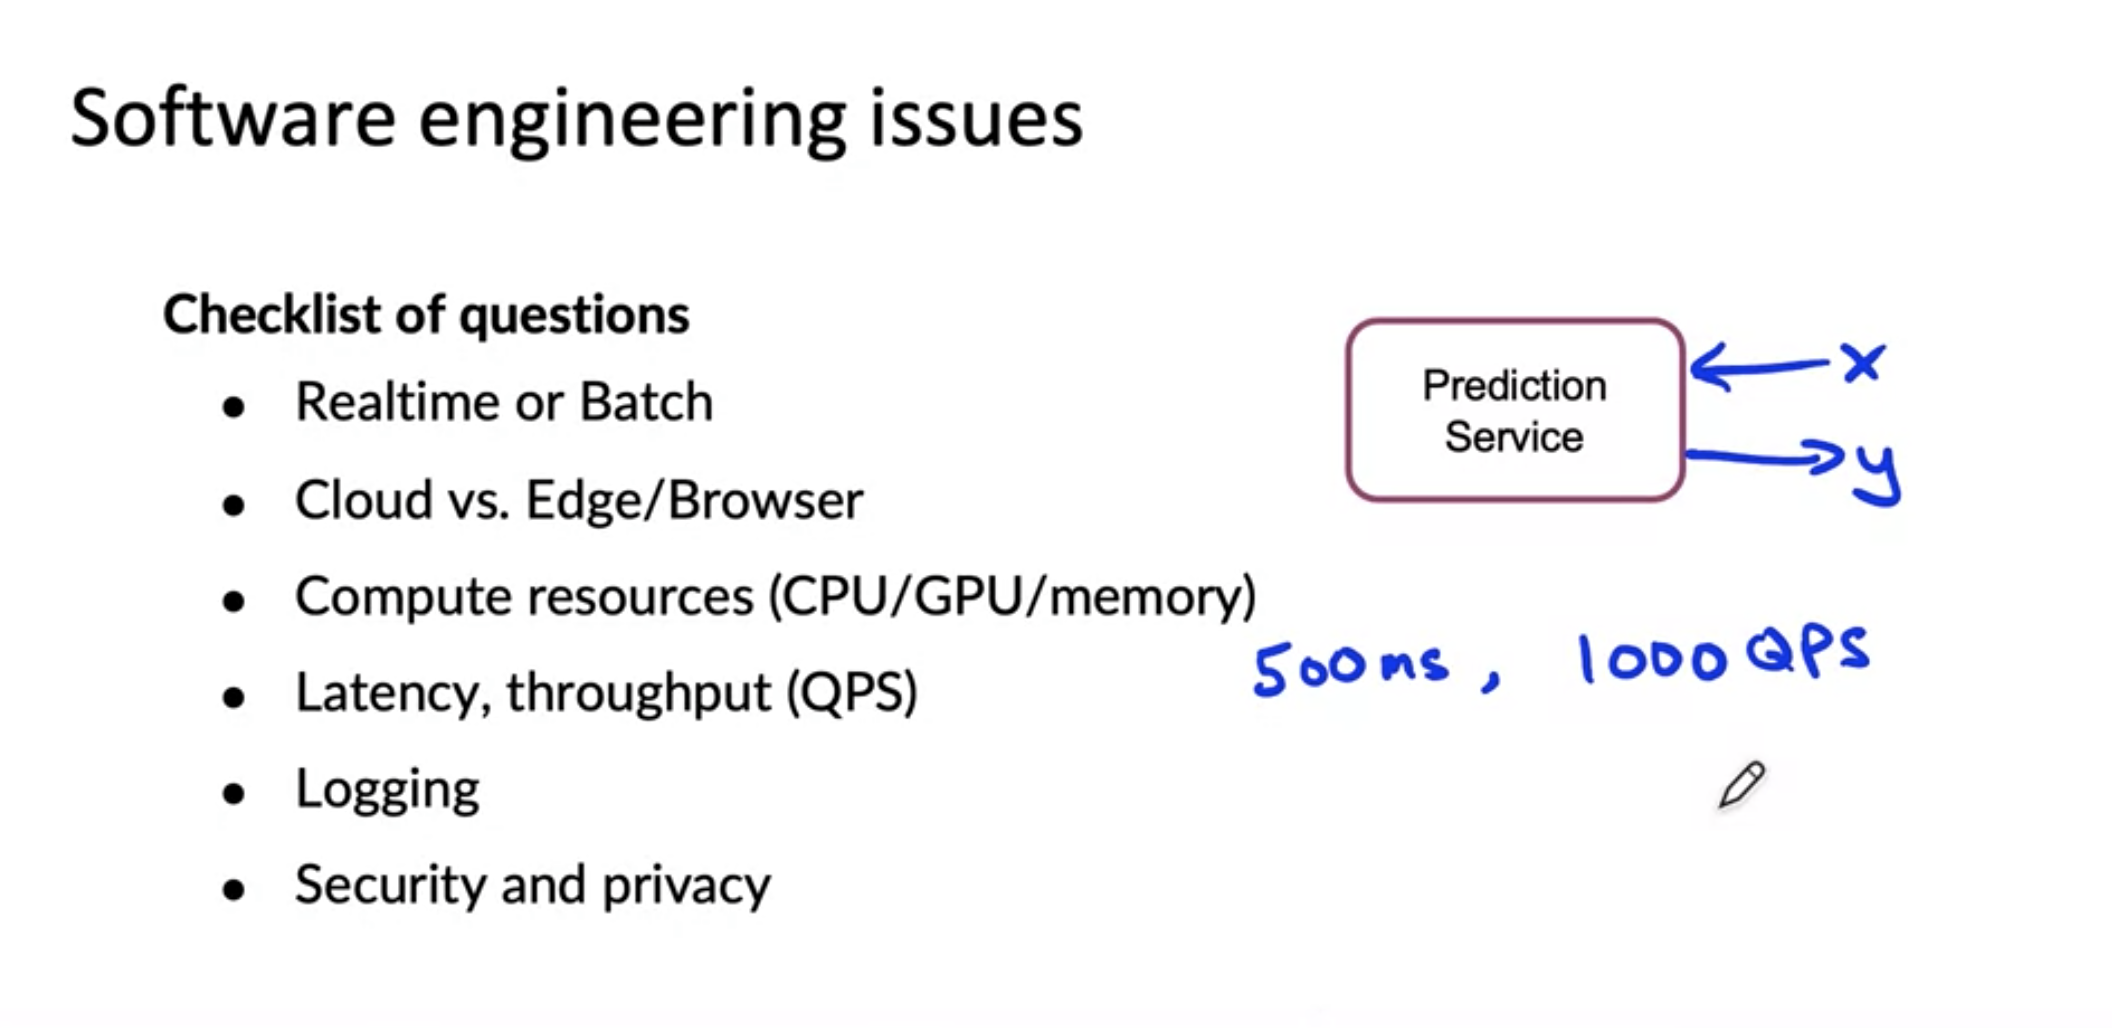 Software engineering issues
Checklist of questions
● Realtime or Batch
● Cloud vs. Edge/Browser
● Compute resources (CPU/GPU/memory)
● Latency, throughput (QPS)
● Logging
● Security and privacy
Prediction
Service
x
y
500ms, 1000 QPS